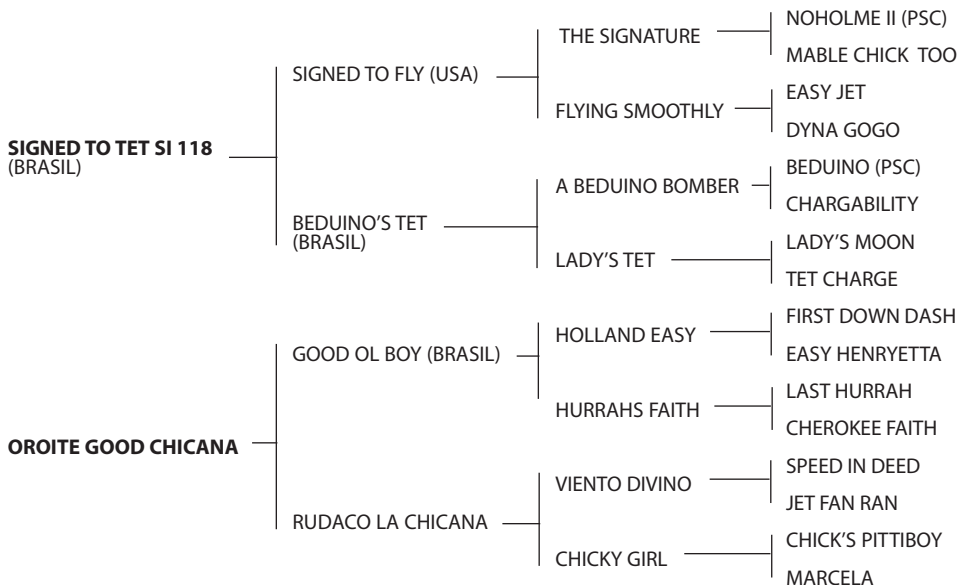 NOHOLME II (PSC)
THE SIGNATURE
MABLE CHICK TOO
SIGNED TO FLY (USA)
EASY JET
FLYING SMOOTHLY
DYNA GOGO
SIGNED TO TET SI 118
(BRASIL)
BEDUINO (PSC)
A BEDUINO BOMBER
CHARGABILITY
BEDUINO’S TET
(BRASIL)
LADY’S MOON
LADY’S TET
TET CHARGE
FIRST DOWN DASH
HOLLAND EASY
EASY HENRYETTA
GOOD OL BOY (BRASIL)
LAST HURRAH
HURRAHS FAITH
CHEROKEE FAITH
OROITE GOOD CHICANA
SPEED IN DEED
VIENTO DIVINO
JET FAN RAN
RUDACO LA CHICANA
CHICK’S PITTIBOY
CHICKY GIRL
MARCELA